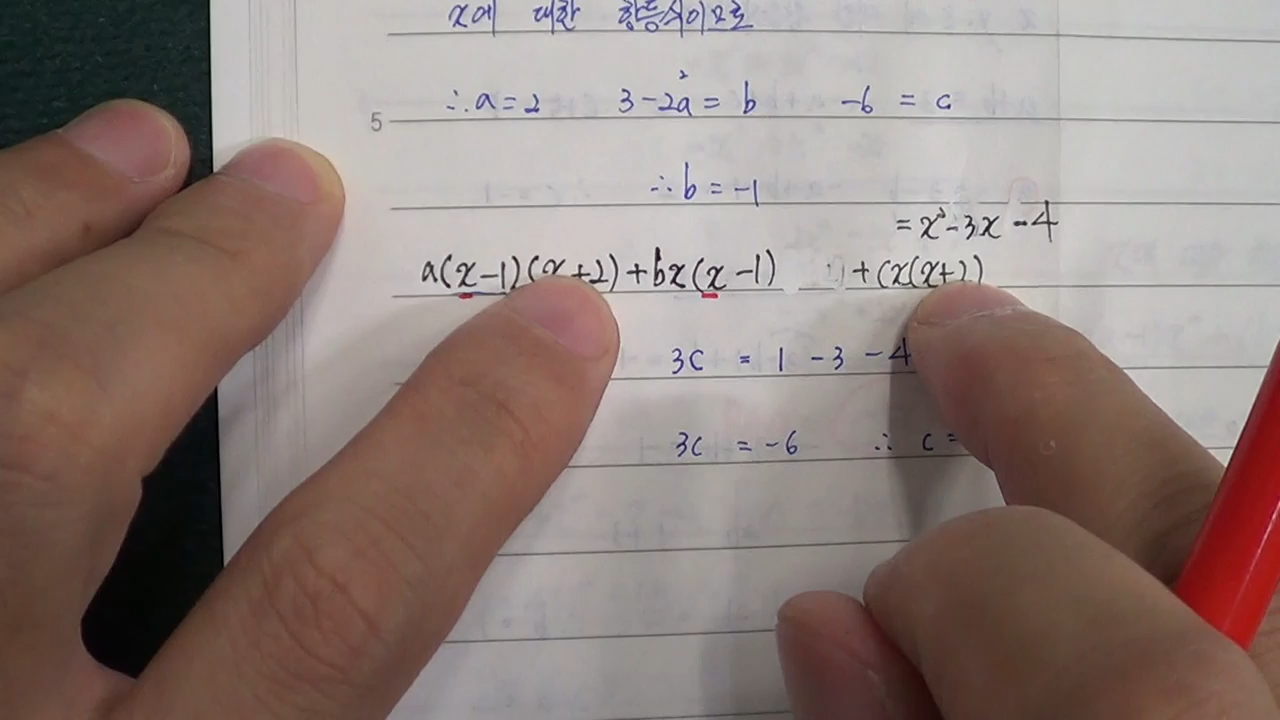 x에 대한 항등식이므로
∴ a = 2 3 - 2a = b -6 = c
2
5
∴ b = -1
= x² - 3x - 4
a(x-1)(x+2) + bx(x-1) + cx(x+2)
3c = 1 - 3 - 4
3c = -6 ∴ c =